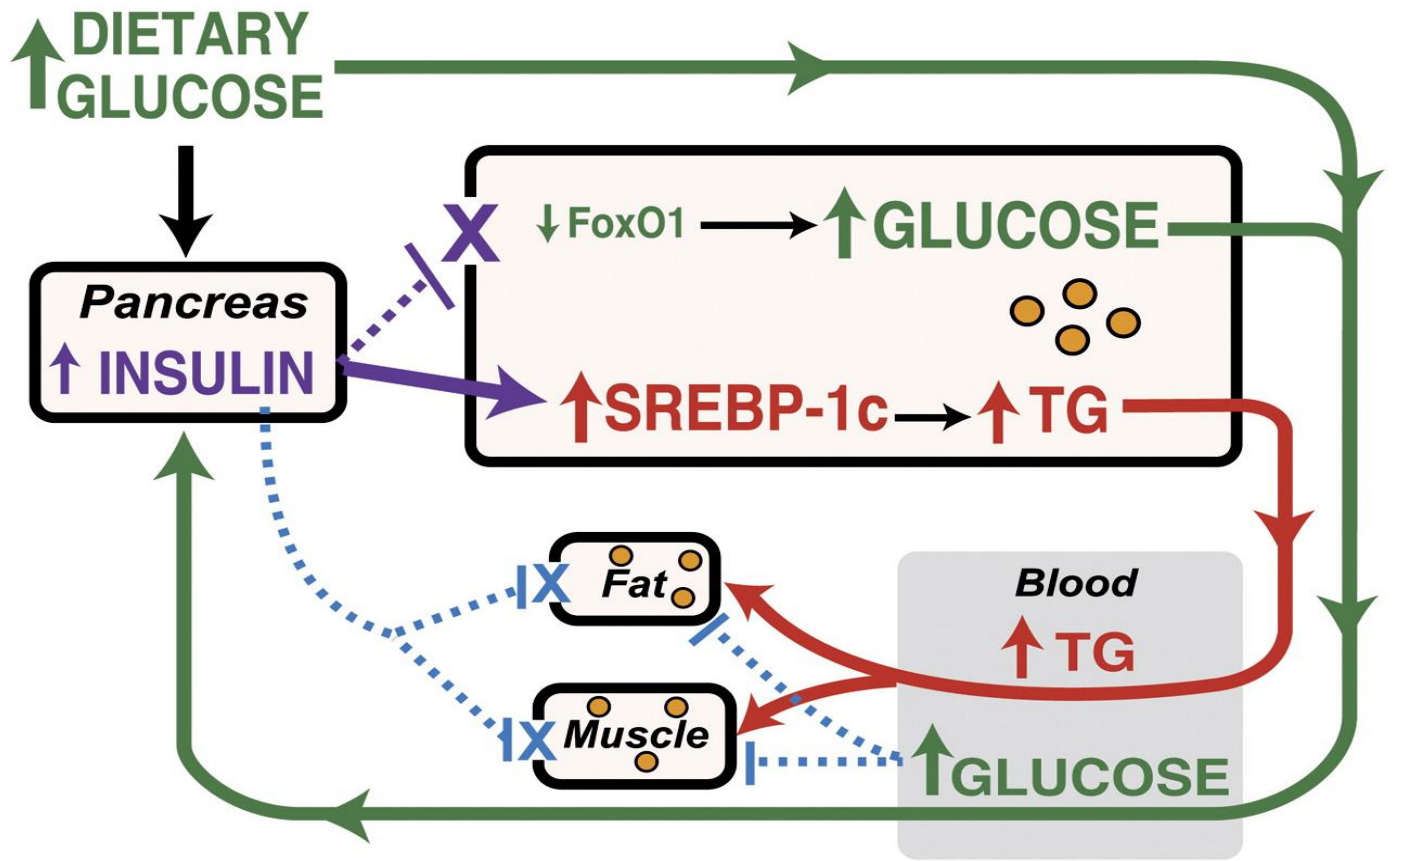 DIETARY
GLUCOSE
X FoxO1 GLUCOSE
Pancreas
INSULIN
SREBP-1c TG
X Fat
Blood
TG
X Muscle
GLUCOSE